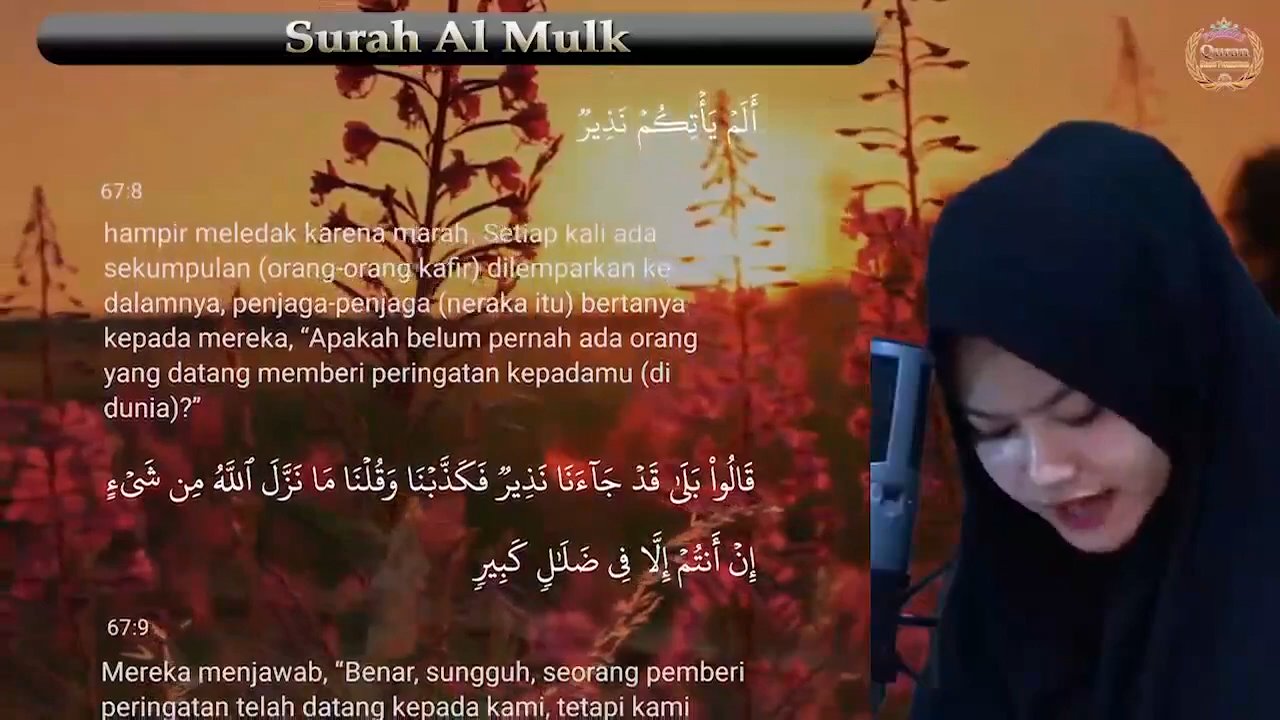 Surah Al Mulk
Quran
أَلَمْ يَأْتِكُمْ نَذِيرٌ
67:8
hampir meledak karena marah. Setiap kali ada
sekumpulan (orang-orang kafir) dilemparkan ke
dalamnya, penjaga-penjaga (neraka itu) bertanya
kepada mereka, “Apakah belum pernah ada orang
yang datang memberi peringatan kepadamu (di
dunia)?”
قَالُوا۟ بَلَىٰ قَدْ جَآءَنَا نَذِيرٌ فَكَذَّبْنَا وَقُلْنَا مَا نَزَّلَ ٱللَّهُ مِن شَىْءٍ
إِنْ أَنتُمْ إِلَّا فِى ضَلَـٰلٍ كَبِيرٍ
67:9
Mereka menjawab, “Benar, sungguh, seorang pemberi
peringatan telah datang kepada kami, tetapi kami